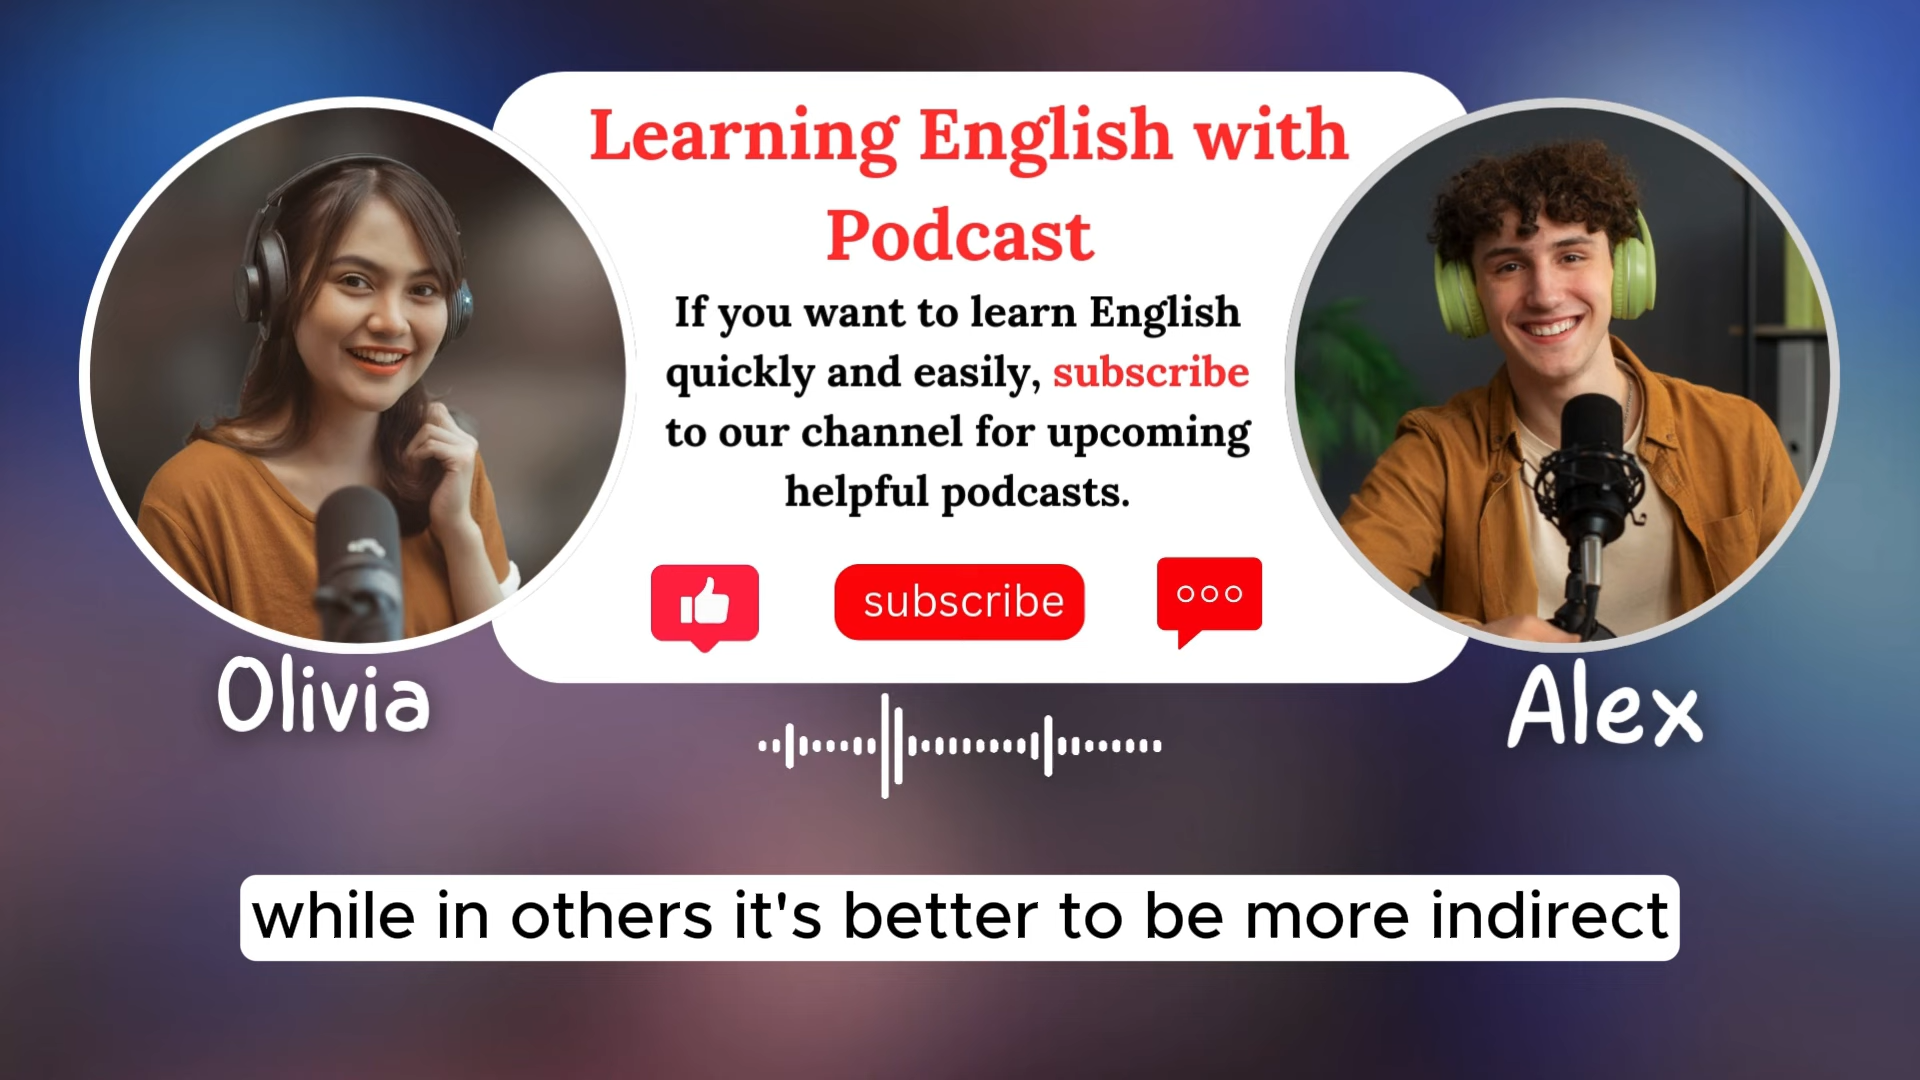 Learning English with
Podcast
If you want to learn English
quickly and easily, subscribe
to our channel for upcoming
helpful podcasts.
subscribe
Olivia
Alex
while in others it's better to be more indirect